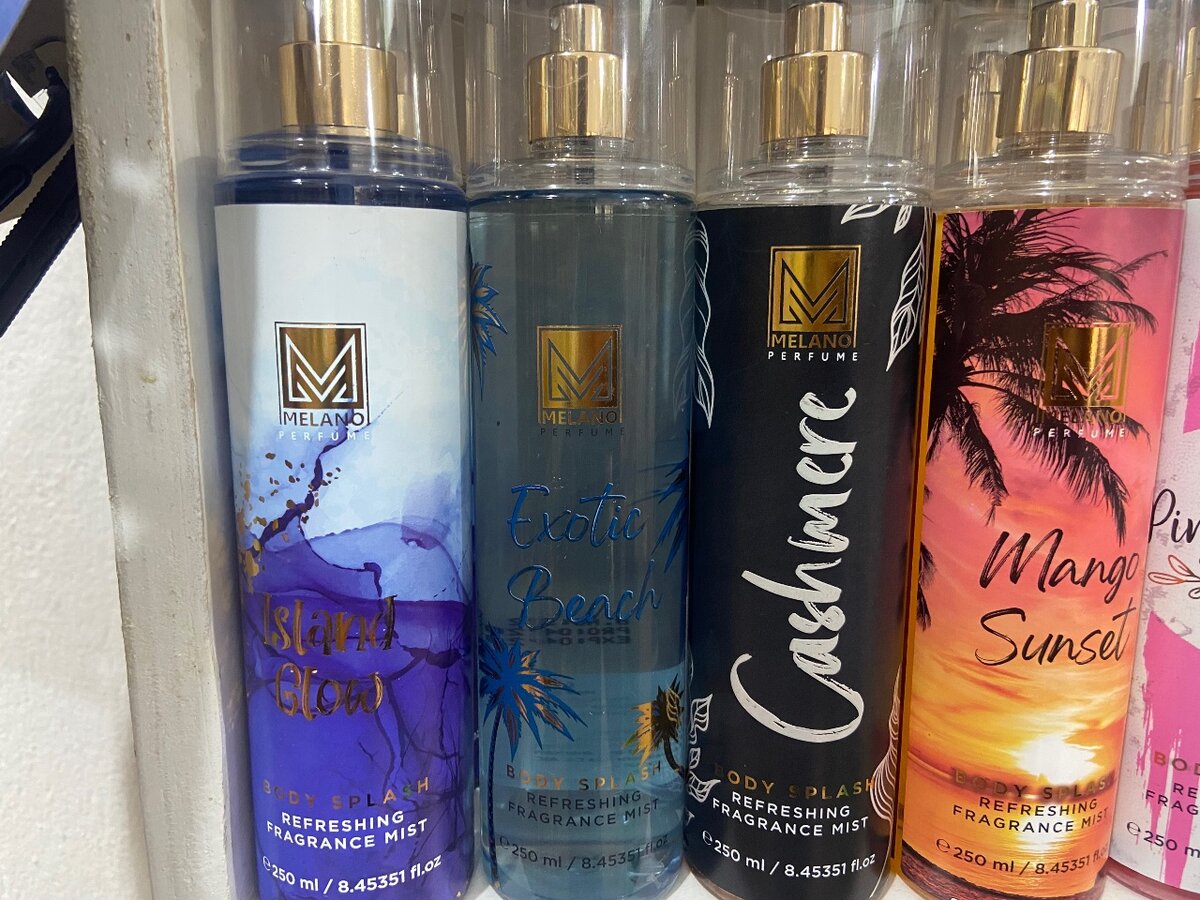 MELANO
PERFUME
Island
Glow
BODY SPLASH
REFRESHING
FRAGRANCE MIST
℮250 ml / 8.45351 fl.oz
MELANO
PERFUME
Exotic
Beach
BODY SPLASH
REFRESHING
FRAGRANCE MIST
℮250 ml / 8.45351 fl.oz
MELANO
PERFUME
Cashmere
BODY SPLASH
REFRESHING
FRAGRANCE MIST
℮250 ml / 8.45351 fl.oz
MELANO
PERFUME
Mango
Sunset
BODY SPLASH
REFRESHING
FRAGRANCE MIST
℮250 ml / 8.45351 fl.oz
℮250 m